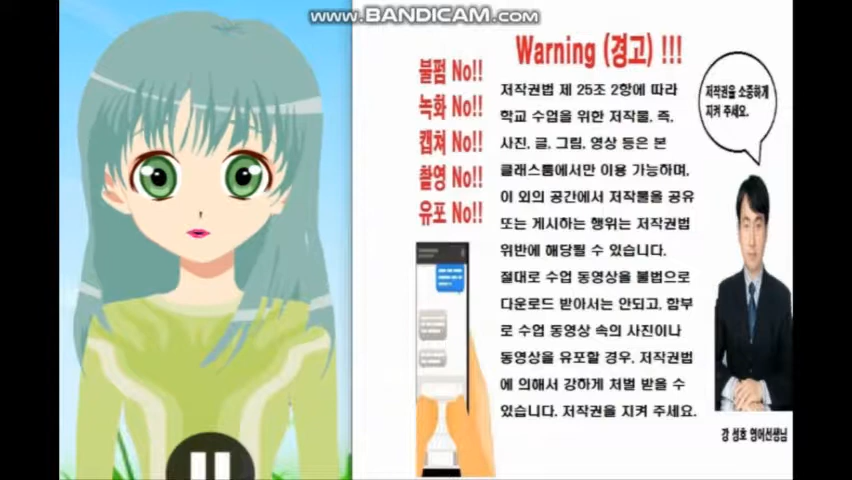 www.BANDICAM.com
Warning (경고) !!!
불펌 No!!
녹화 No!!
캡쳐 No!!
촬영 No!!
유포 No!!
저작권법 제 25조 2항에 따라
학교 수업을 위한 저작물, 즉,
사진, 글, 그림, 영상 등은 본
클래스룸에서만 이용 가능하며,
이 외의 공간에서 저작물을 공유
또는 게시하는 행위는 저작권법
위반에 해당될 수 있습니다.
절대로 수업 동영상을 불법으로
다운로드 받아서는 안되고, 함부
로 수업 동영상 속의 사진이나
동영상을 유포할 경우, 저작권법
에 의해서 강하게 처벌 받을 수
있습니다. 저작권을 지켜 주세요.
저작권을 소중하게
지켜 주세요.
강 성호 영어선생님